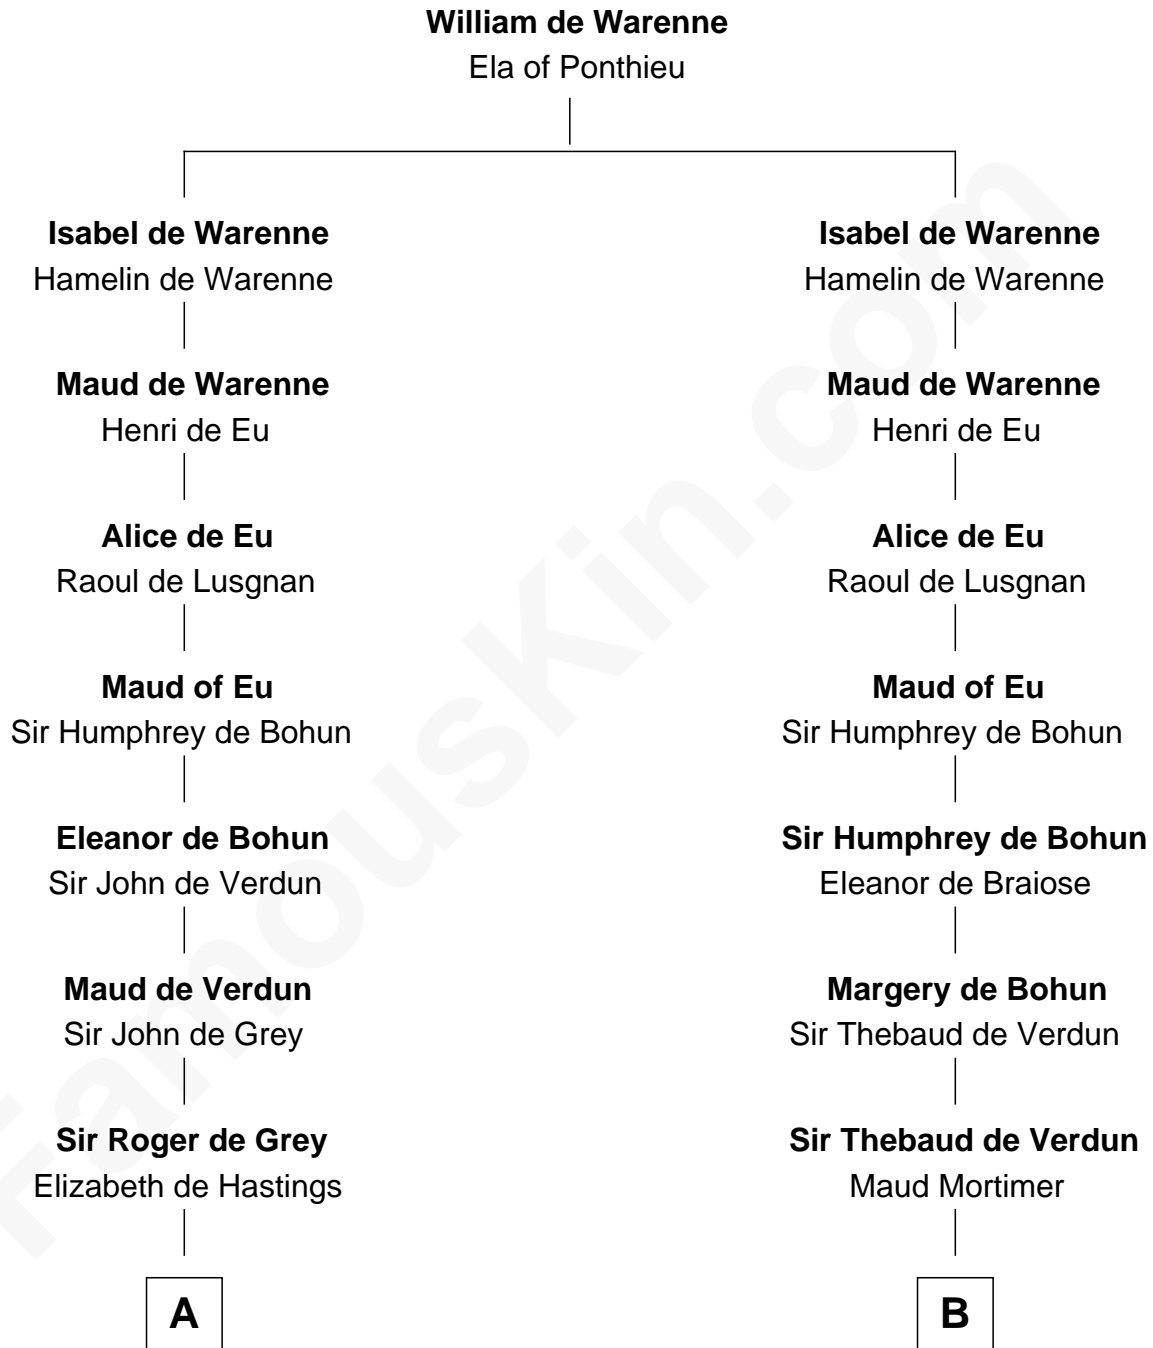 William de Warenne
Ela of Ponthieu
Isabel de Warenne
Hamelin de Warenne
Maud de Warenne
Henri de Eu
Alice de Eu
Raoul de Lusgnan
Maud of Eu
Sir Humphrey de Bohun
Eleanor de Bohun
Sir John de Verdun
Maud de Verdun
Sir John de Grey
Sir Roger de Grey
Elizabeth de Hastings
A
Isabel de Warenne
Hamelin de Warenne
Maud de Warenne
Henri de Eu
Alice de Eu
Raoul de Lusgnan
Maud of Eu
Sir Humphrey de Bohun
Sir Humphrey de Bohun
Eleanor de Braiose
Margery de Bohun
Sir Thebaud de Verdun
Sir Thebaud de Verdun
Maud Mortimer
B
FamousKin.com